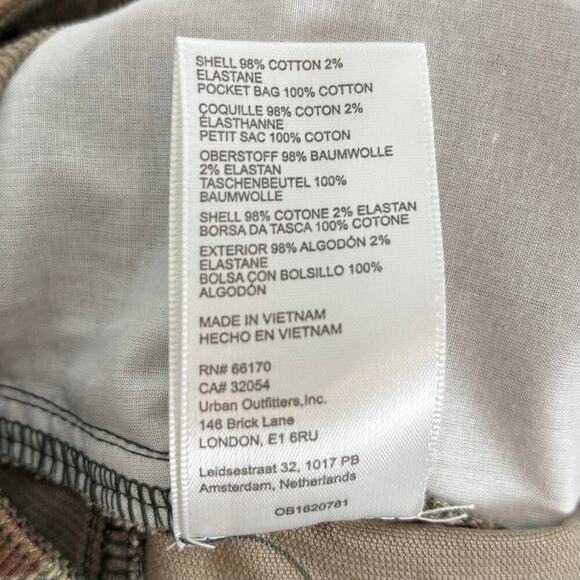 SHELL 98% COTTON 2%
ELASTANE
POCKET BAG 100% COTTON
COQUILLE 98% COTON 2%
ÉLASTHANNE
PETIT SAC 100% COTON
OBERSTOFF 98% BAUMWOLLE
2% ELASTAN
TASCHENBEUTEL 100%
BAUMWOLLE
SHELL 98% COTONE 2% ELASTAN
BORSA DA TASCA 100% COTONE
EXTERIOR 98% ALGODÓN 2%
ELASTANE
BOLSA CON BOLSILLO 100%
ALGODÓN
MADE IN VIETNAM
HECHO EN VIETNAM
RN# 66170
CA# 32054
Urban Outfitters,Inc.
146 Brick Lane
LONDON, E1 6RU
Leidsestraat 32, 1017 PB
Amsterdam, Netherlands
OB1820781